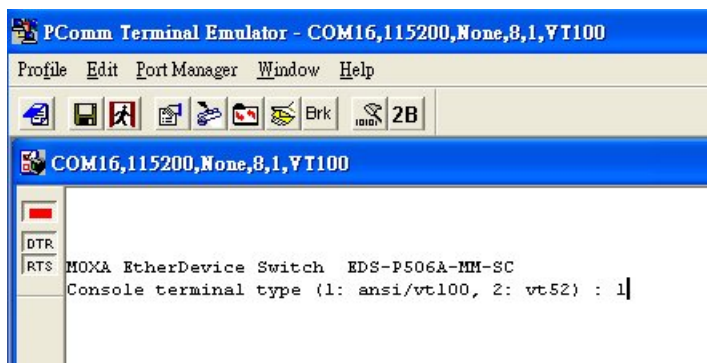 PComm Terminal Emulator - COM16,115200,None,8,1,VT100
Profile Edit Port Manager Window Help
Brk 2B
COM16,115200,None,8,1,VT100
DTR
RTS
MOXA EtherDevice Switch EDS-P506A-MM-SC
Console terminal type (1: ansi/vt100, 2: vt52) : 1